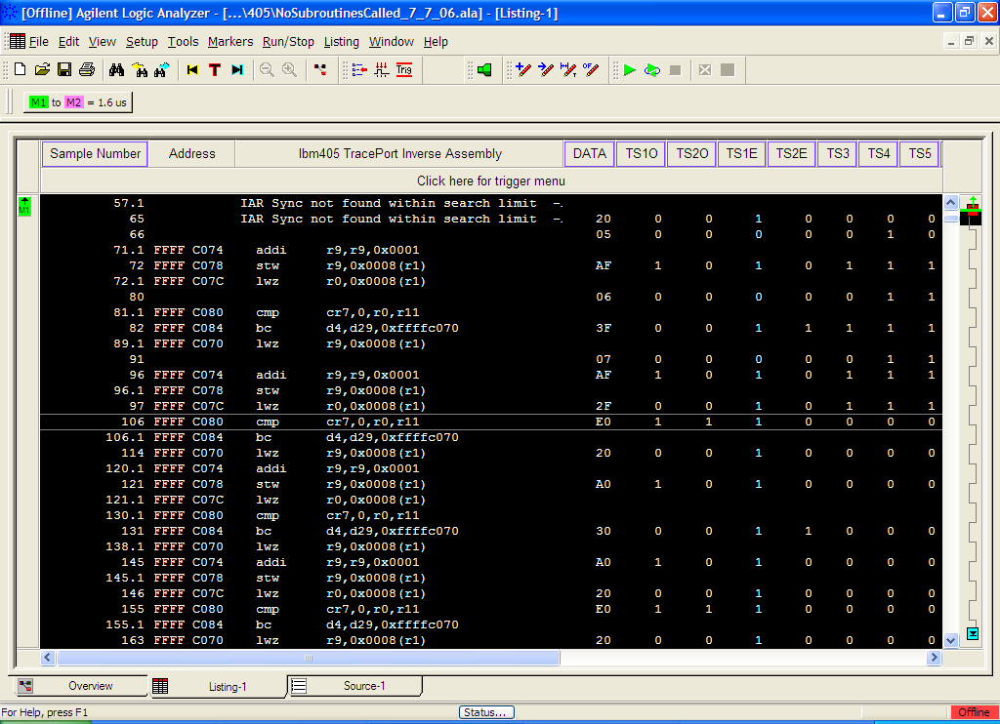 [Offline] Agilent Logic Analyzer - [...\405\NoSubroutinesCalled_7_7_06.ala] - [Listing-1]
File Edit View Setup Tools Markers Run/Stop Listing Window Help
M1 to M2 = 1.6 us
Sample Number Address Ibm405 TracePort Inverse Assembly DATA TS1O TS2O TS1E TS2E TS3 TS4 TS5
Click here for trigger menu
57.1 IAR Sync not found within search limit -.
65 IAR Sync not found within search limit -. 20 0 0 1 0 0 0 0
66 05 0 0 0 0 0 1 0
71.1 FFFF C074 addi r9,r9,0x0001
72 FFFF C078 stw r9,0x0008(r1) AF 1 0 1 0 1 1 1
72.1 FFFF C07C lwz r0,0x0008(r1)
80 06 0 0 0 0 0 1 1
81.1 FFFF C080 cmp cr7,0,r0,r11
82 FFFF C084 bc d4,d29,0xffffc070 3F 0 0 1 1 1 1 1
89.1 FFFF C070 lwz r9,0x0008(r1)
91 07 0 0 0 0 0 1 1
96 FFFF C074 addi r9,r9,0x0001 AF 1 0 1 0 1 1 1
96.1 FFFF C078 stw r9,0x0008(r1)
97 FFFF C07C lwz r0,0x0008(r1) 2F 0 0 1 0 1 1 1
106 FFFF C080 cmp cr7,0,r0,r11 E0 1 1 1 0 0 0 0
106.1 FFFF C084 bc d4,d29,0xffffc070
114 FFFF C070 lwz r9,0x0008(r1) 20 0 0 1 0 0 0 0
120.1 FFFF C074 addi r9,r9,0x0001
121 FFFF C078 stw r9,0x0008(r1) A0 1 0 1 0 0 0 0
121.1 FFFF C07C lwz r0,0x0008(r1)
130.1 FFFF C080 cmp cr7,0,r0,r11
131 FFFF C084 bc d4,d29,0xffffc070 30 0 0 1 1 0 0 0
138.1 FFFF C070 lwz r9,0x0008(r1)
145 FFFF C074 addi r9,r9,0x0001 A0 1 0 1 0 0 0 0
145.1 FFFF C078 stw r9,0x0008(r1)
146 FFFF C07C lwz r0,0x0008(r1) 20 0 0 1 0 0 0 0
155 FFFF C080 cmp cr7,0,r0,r11 E0 1 1 1 0 0 0 0
155.1 FFFF C084 bc d4,d29,0xffffc070
163 FFFF C070 lwz r9,0x0008(r1) 20 0 0 1 0 0 0 0
Overview Listing-1 Source-1
For Help, press F1 Status... Offline